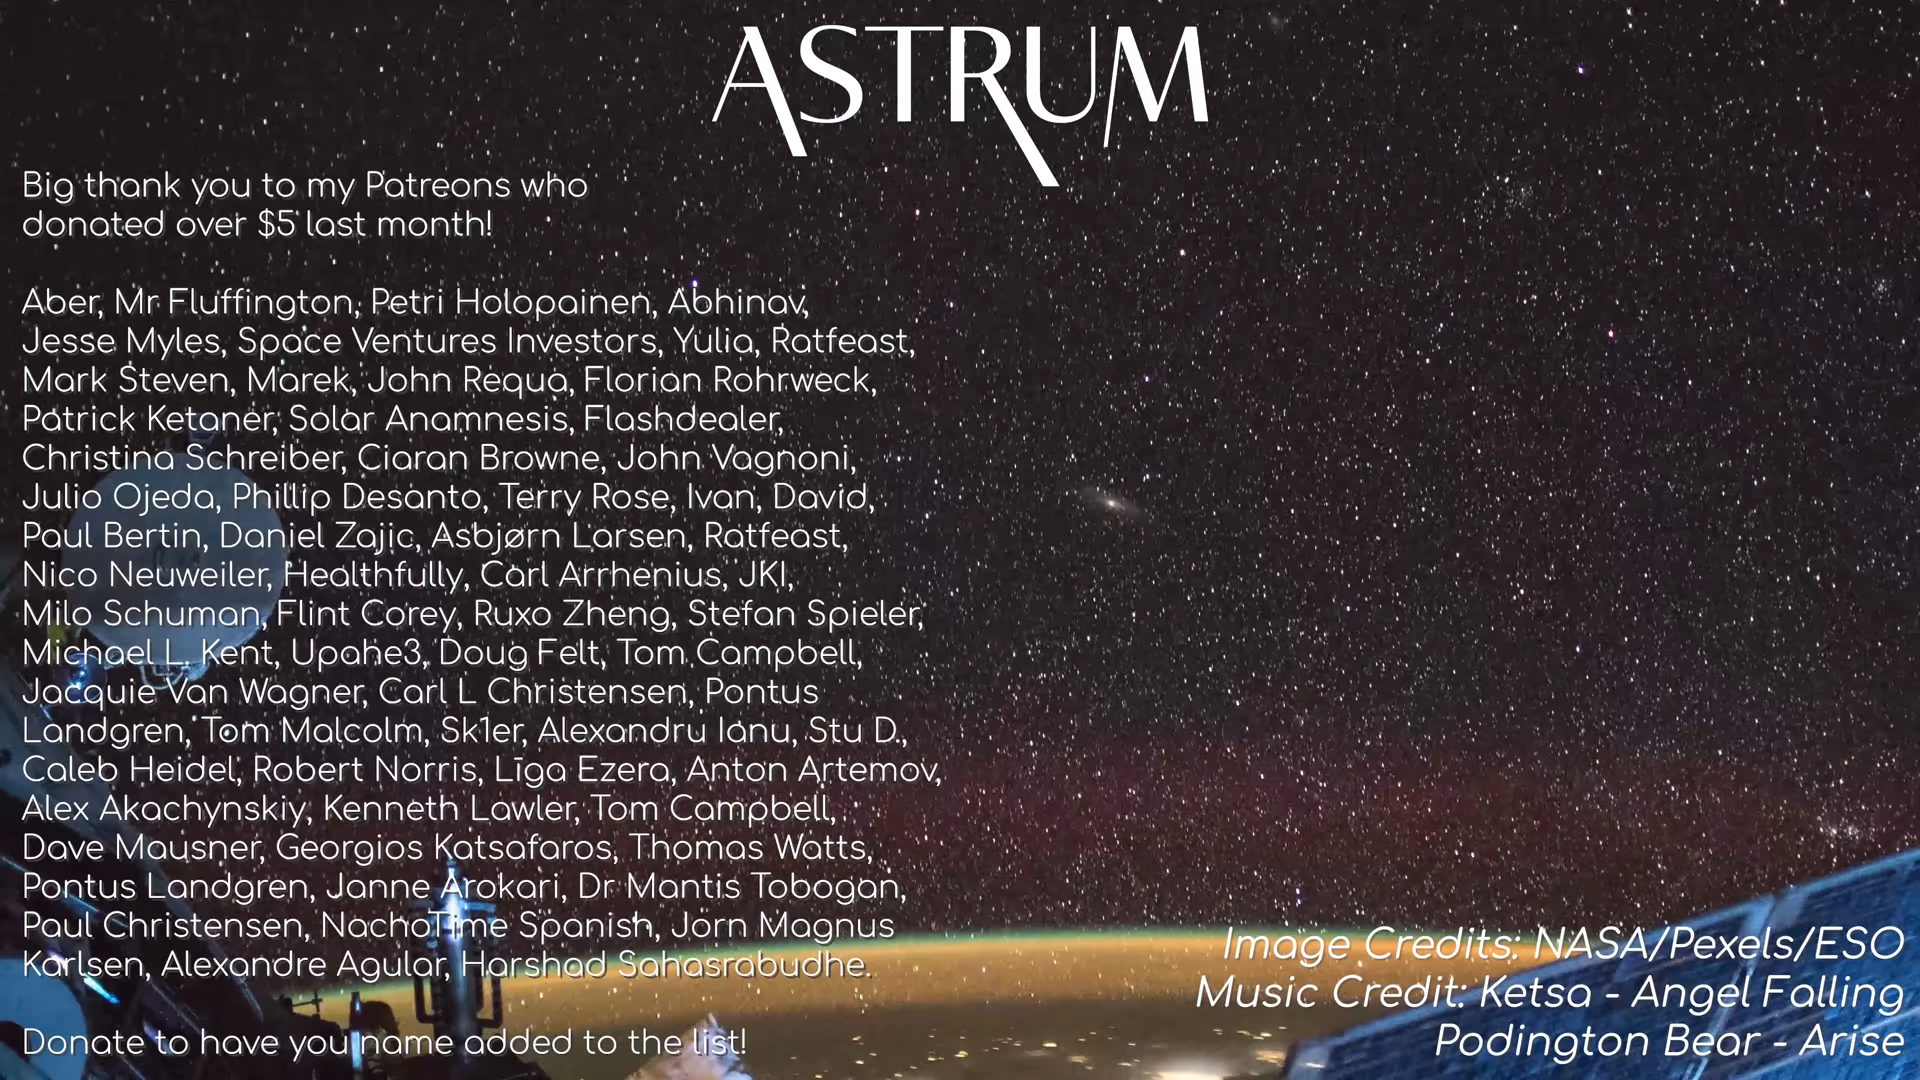 ASTRUM
Big thank you to my Patreons who
donated over $5 last month!
Aber, Mr Fluffington, Petri Holopainen, Abhinav,
Jesse Myles, Space Ventures Investors, Yulia, Ratfeast,
Mark Steven, Marek, John Requa, Florian Rohrweck,
Patrick Ketaner, Solar Anamnesis, Flashdealer,
Christina Schreiber, Ciaran Browne, John Vagnoni,
Julio Ojeda, Phillip Desanto, Terry Rose, Ivan, David,
Paul Bertin, Daniel Zajic, Asbjørn Larsen, Ratfeast,
Nico Neuweiler, Healthfully, Carl Arrhenius, JKI,
Milo Schuman, Flint Corey, Ruxo Zheng, Stefan Spieler,
Michael L. Kent, Upahe3, Doug Felt, Tom Campbell,
Jacquie Van Wagner, Carl L Christensen, Pontus
Landgren, Tom Malcolm, Sk1er, Alexandru Ianu, Stu D.,
Caleb Heidel, Robert Norris, Līga Ezera, Anton Artemov,
Alex Akachynskiy, Kenneth Lawler, Tom Campbell,
Dave Mausner, Georgios Katsafaros, Thomas Watts,
Pontus Landgren, Janne Arokari, Dr Mantis Tobogan,
Paul Christensen, NachoTime Spanish, Jorn Magnus
Karlsen, Alexandre Agular, Harshad Sahasrabudhe.
Donate to have you name added to the list!
Image Credits: NASA/Pexels/ESO
Music Credit: Ketsa - Angel Falling
Podington Bear - Arise